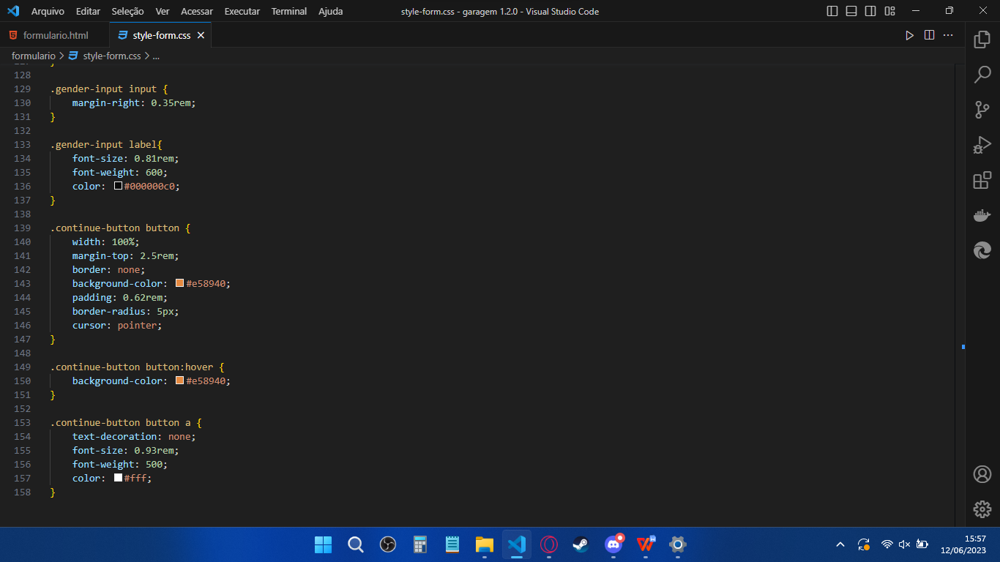 Arquivo Editar Seleção Ver Acessar Executar Terminal Ajuda style-form.css - garagem 1.2.0 - Visual Studio Code
formulario.html style-form.css
formulario > style-form.css > ...
128
129 .gender-input input {
130 margin-right: 0.35rem;
131 }
132
133 .gender-input label{
134 font-size: 0.81rem;
135 font-weight: 600;
136 color: #000000c0;
137 }
138
139 .continue-button button {
140 width: 100%;
141 margin-top: 2.5rem;
142 border: none;
143 background-color: #e58940;
144 padding: 0.62rem;
145 border-radius: 5px;
146 cursor: pointer;
147 }
148
149 .continue-button button:hover {
150 background-color: #e58940;
151 }
152
153 .continue-button button a {
154 text-decoration: none;
155 font-size: 0.93rem;
156 font-weight: 500;
157 color: #fff;
158 }
15:57
12/06/2023